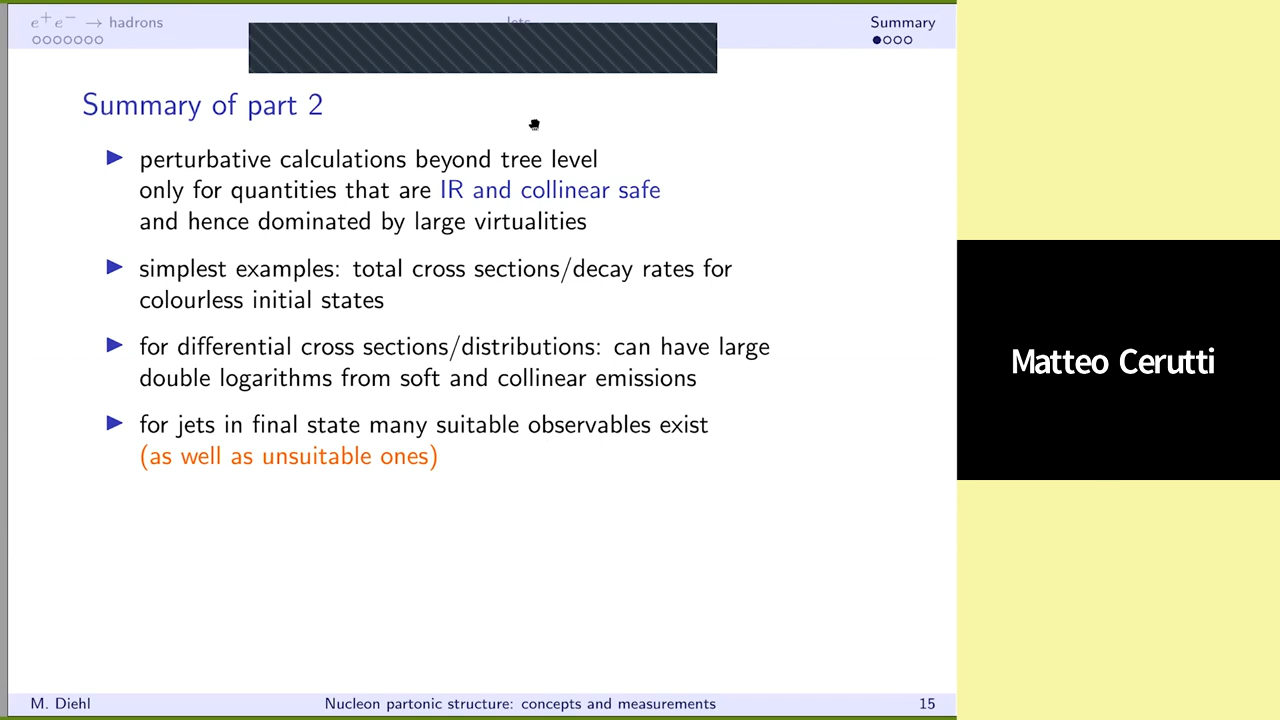 e⁺e⁻ → hadrons
Jets
Summary
Summary of part 2
perturbative calculations beyond tree level
only for quantities that are IR and collinear safe
and hence dominated by large virtualities
simplest examples: total cross sections/decay rates for
colourless initial states
for differential cross sections/distributions: can have large
double logarithms from soft and collinear emissions
for jets in final state many suitable observables exist
(as well as unsuitable ones)
Matteo Cerutti
M. Diehl
Nucleon partonic structure: concepts and measurements
15